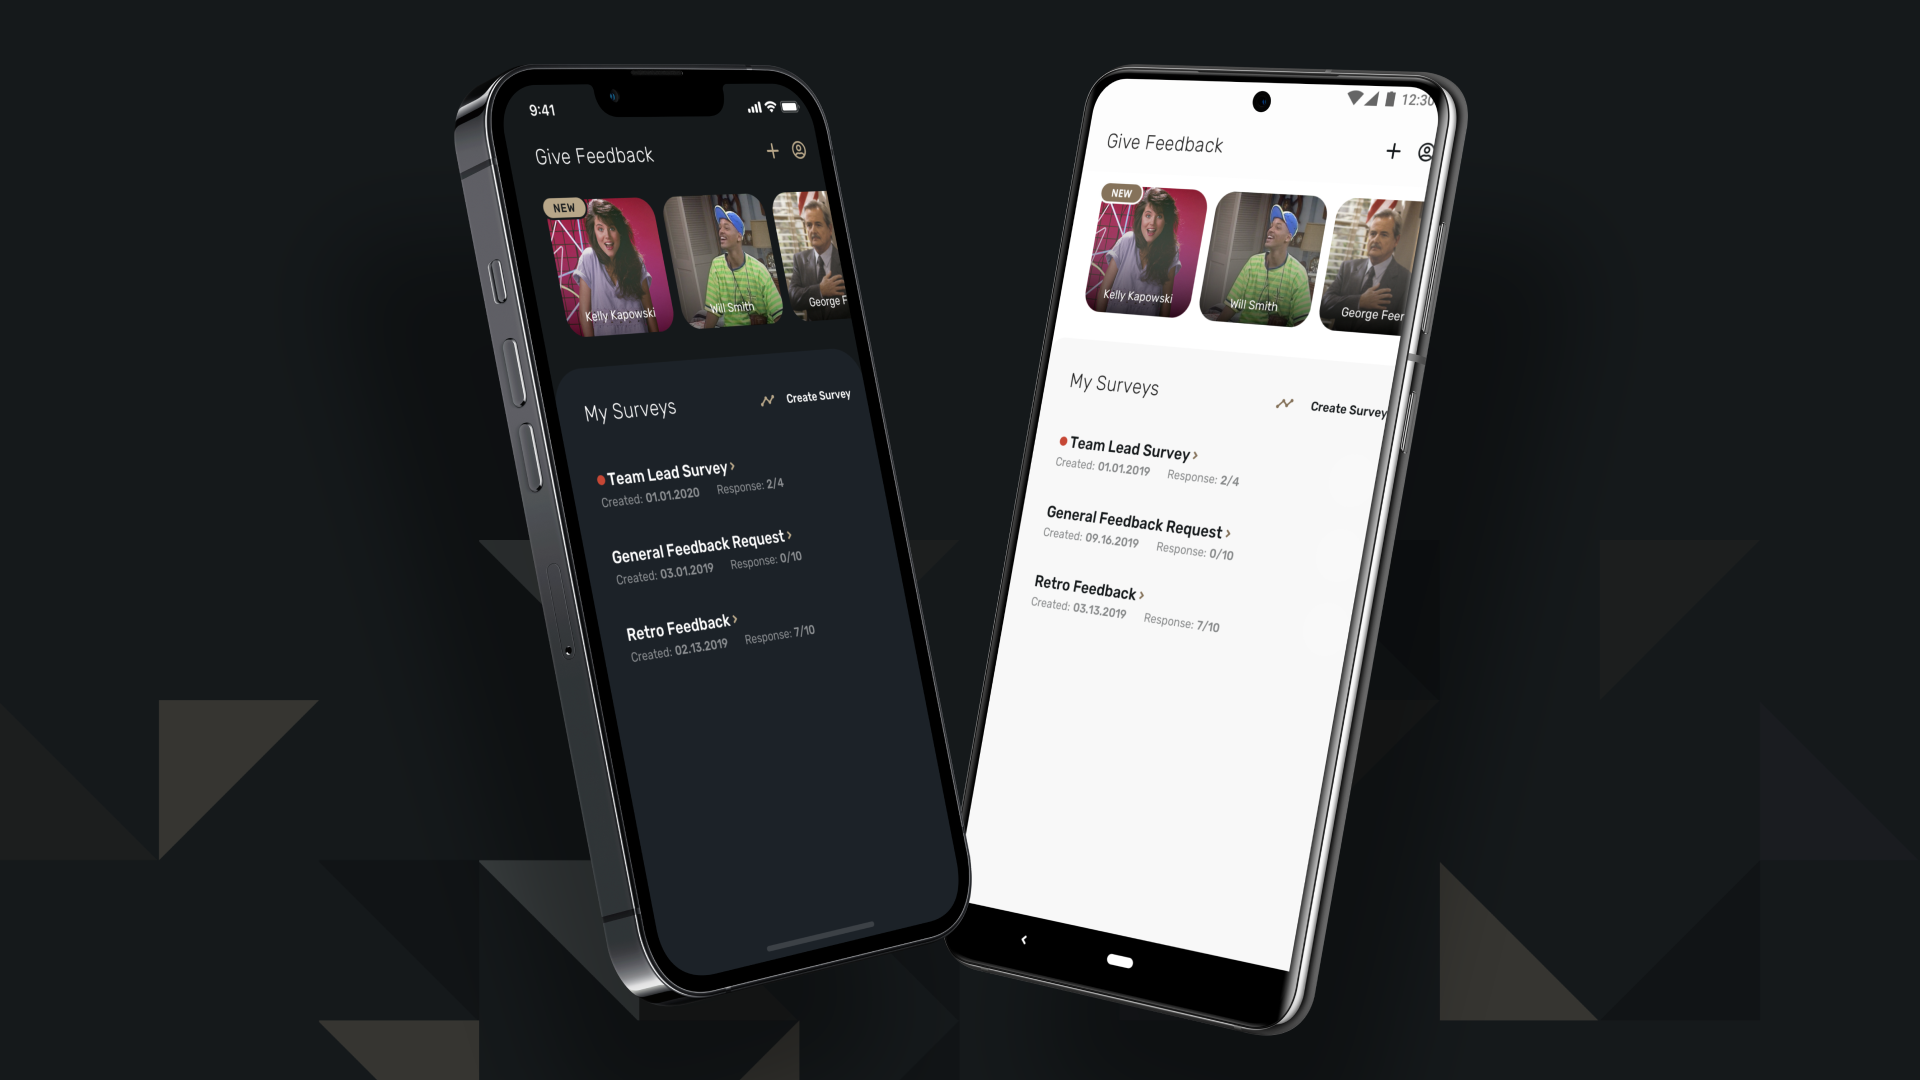 9:41
Give Feedback
NEW
Kelly Kapowski
Will Smith
George F
My Surveys
Create Survey
Team Lead Survey
Created: 01.01.2020 Response: 2/4
General Feedback Request
Created: 03.01.2019 Response: 0/10
Retro Feedback
Created: 02.13.2019 Response: 7/10
12:30
Give Feedback
NEW
Kelly Kapowski
Will Smith
George Feer
My Surveys
Create Survey
Team Lead Survey
Created: 01.01.2019 Response: 2/4
General Feedback Request
Created: 09.16.2019 Response: 0/10
Retro Feedback
Created: 03.13.2019 Response: 7/10